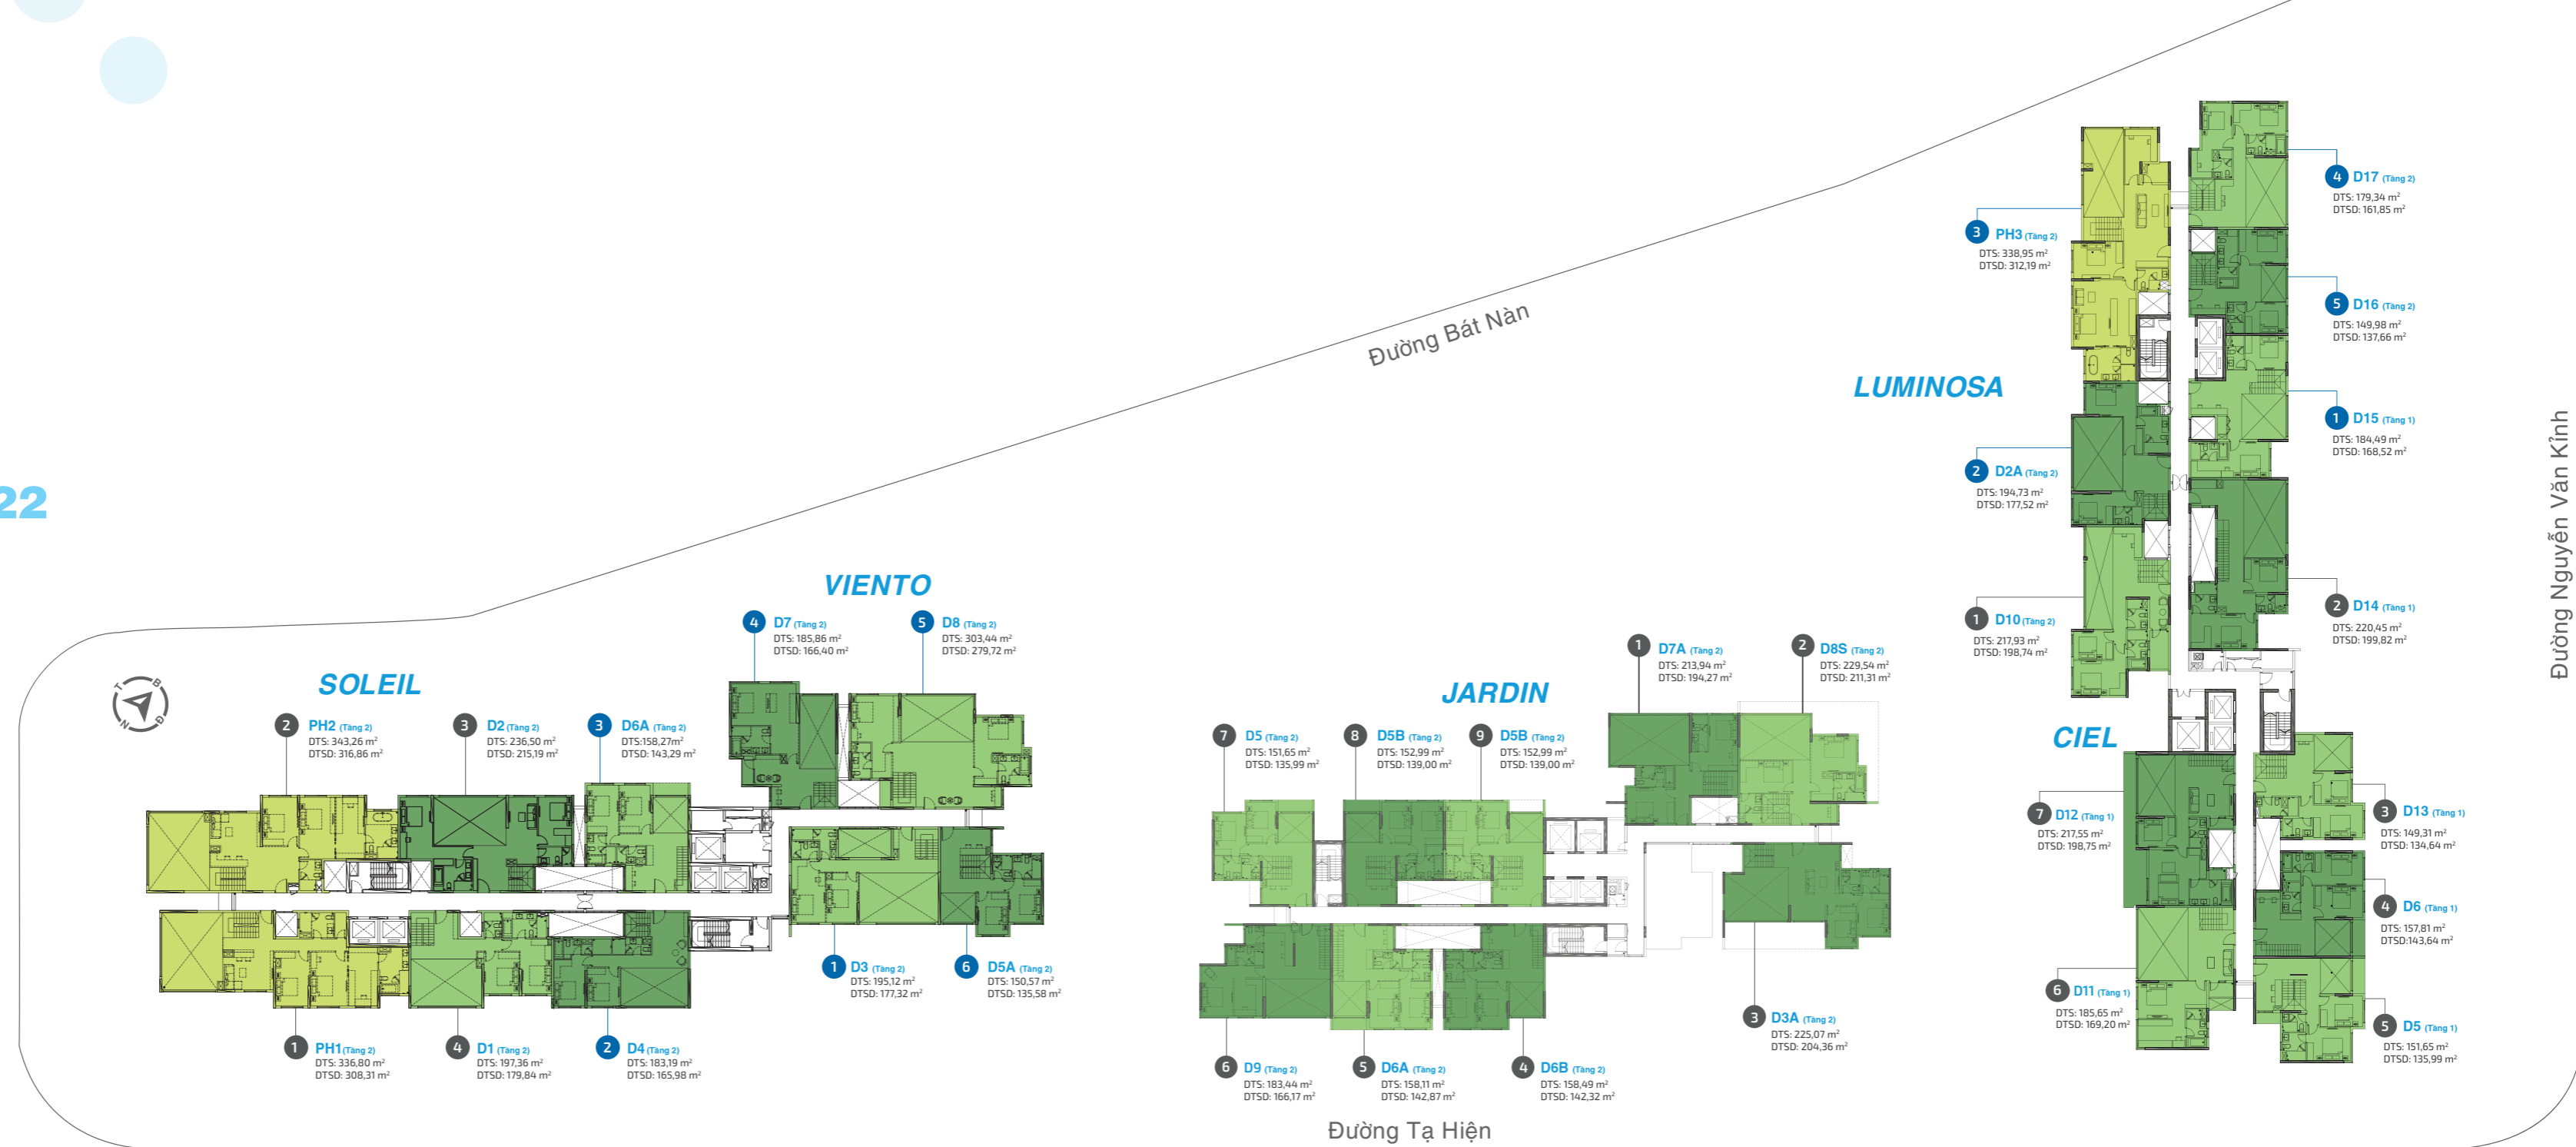 22
Đường Bát Nàn
Đường Nguyễn Văn Kỉnh
Đường Tạ Hiện
T
B
N
Đ
SOLEIL
2 PH2 (Tầng 2)
DTS: 343,26 m²
DTSD: 316,86 m²
3 D2 (Tầng 2)
DTS: 236,50 m²
DTSD: 215,19 m²
3 D6A (Tầng 2)
DTS:158,27m²
DTSD: 143,29 m²
1 PH1 (Tầng 2)
DTS: 336,80 m²
DTSD: 308,31 m²
4 D1 (Tầng 2)
DTS: 197,36 m²
DTSD: 179,84 m²
2 D4 (Tầng 2)
DTS: 183,19 m²
DTSD: 165,98 m²
VIENTO
4 D7 (Tầng 2)
DTS: 185,86 m²
DTSD: 166,40 m²
5 D8 (Tầng 2)
DTS: 303,44 m²
DTSD: 279,72 m²
1 D3 (Tầng 2)
DTS: 195,12 m²
DTSD: 177,32 m²
6 D5A (Tầng 2)
DTS: 150,57 m²
DTSD: 135,58 m²
JARDIN
7 D5 (Tầng 2)
DTS: 151,65 m²
DTSD: 135,99 m²
8 D5B (Tầng 2)
DTS: 152,99 m²
DTSD: 139,00 m²
9 D5B (Tầng 2)
DTS: 152,99 m²
DTSD: 139,00 m²
1 D7A (Tầng 2)
DTS: 213,94 m²
DTSD: 194,27 m²
2 D8S (Tầng 2)
DTS: 229,54 m²
DTSD: 211,31 m²
6 D9 (Tầng 2)
DTS: 183,44 m²
DTSD: 166,17 m²
5 D6A (Tầng 2)
DTS: 158,11 m²
DTSD: 142,87 m²
4 D6B (Tầng 2)
DTS: 158,49 m²
DTSD: 142,32 m²
3 D3A (Tầng 2)
DTS: 225,07 m²
DTSD: 204,36 m²
LUMINOSA
3 PH3 (Tầng 2)
DTS: 338,95 m²
DTSD: 312,19 m²
4 D17 (Tầng 2)
DTS: 179,34 m²
DTSD: 161,85 m²
5 D16 (Tầng 2)
DTS: 149,98 m²
DTSD: 137,66 m²
1 D15 (Tầng 1)
DTS: 184,49 m²
DTSD: 168,52 m²
2 D2A (Tầng 2)
DTS: 194,73 m²
DTSD: 177,52 m²
1 D10 (Tầng 2)
DTS: 217,93 m²
DTSD: 198,74 m²
2 D14 (Tầng 1)
DTS: 220,45 m²
DTSD: 199,82 m²
CIEL
7 D12 (Tầng 1)
DTS: 217,55 m²
DTSD: 198,75 m²
3 D13 (Tầng 1)
DTS: 149,31 m²
DTSD: 134,64 m²
4 D6 (Tầng 1)
DTS: 157,81 m²
DTSD:143,64 m²
6 D11 (Tầng 1)
DTS: 185,65 m²
DTSD: 169,20 m²
5 D5 (Tầng 1)
DTS: 151,65 m²
DTSD: 135,99 m²